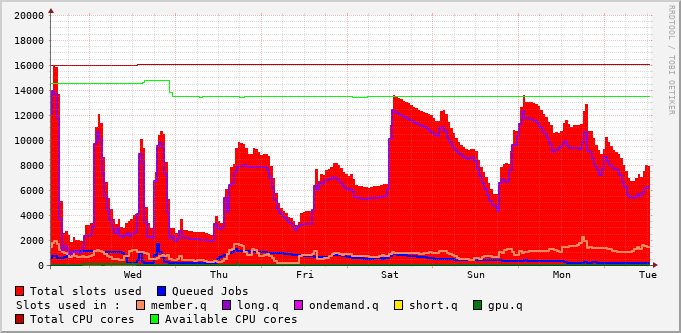 20000
18000
16000
14000
12000
10000
8000
6000
4000
2000
0
Wed Thu Fri Sat Sun Mon Tue
Total slots used Queued Jobs
Slots used in : member.q long.q ondemand.q short.q gpu.q
Total CPU cores Available CPU cores
RRDTOOL / TOBI OETIKER